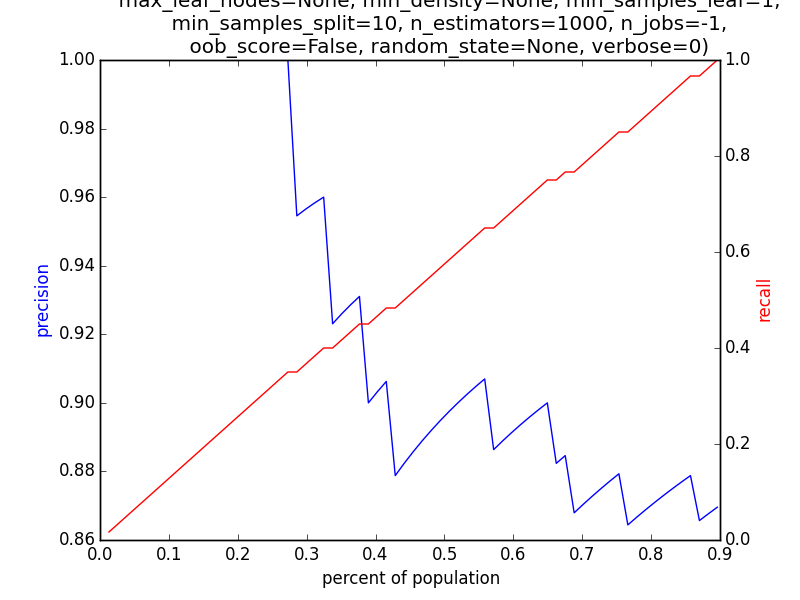 max_leaf_nodes=None, min_density=None, min_samples_leaf=1,
min_samples_split=10, n_estimators=1000, n_jobs=-1,
oob_score=False, random_state=None, verbose=0)
1.00
0.98
0.96
0.94
0.92
0.90
0.88
0.86
precision
1.0
0.8
0.6
0.4
0.2
0.0
recall
0.0 0.1 0.2 0.3 0.4 0.5 0.6 0.7 0.8 0.9
percent of population